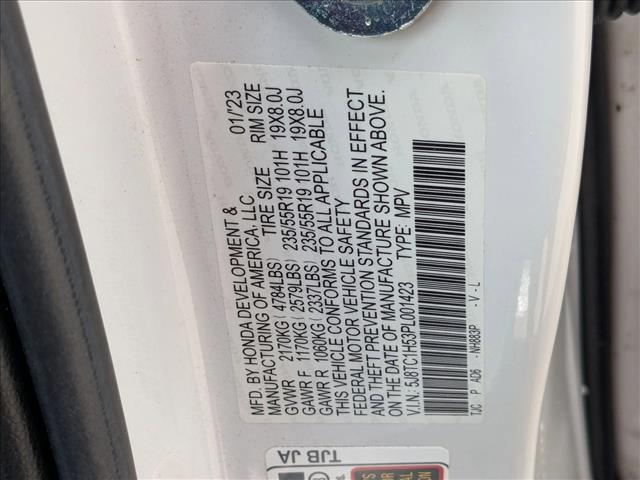 MFD. BY HONDA DEVELOPMENT &
MANUFACTURING OF AMERICA, LLC 01/23
TIRE SIZE RIM SIZE
GVWR 2170KG ( 4784LBS)
GAWR F 1170KG ( 2579LBS) 235/55R19 101H 19X8.0J
GAWR R 1060KG ( 2337LBS) 235/55R19 101H 19X8.0J
THIS VEHICLE CONFORMS TO ALL APPLICABLE
FEDERAL MOTOR VEHICLE SAFETY
AND THEFT PREVENTION STANDARDS IN EFFECT
ON THE DATE OF MANUFACTURE SHOWN ABOVE.
V.I.N.: 5J8TC1H53PL001423 TYPE: MPV
TJC P AD6 -NH883P -V-L
TJB JA